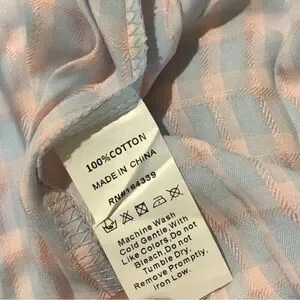 100%COTTON
MADE IN CHINA
RN#164339
Machine Wash
Cold Gentle,With
Like Colors,Do not
Bleach,Do not
Tumble Dry,
Remove Promptly,
Iron Low.